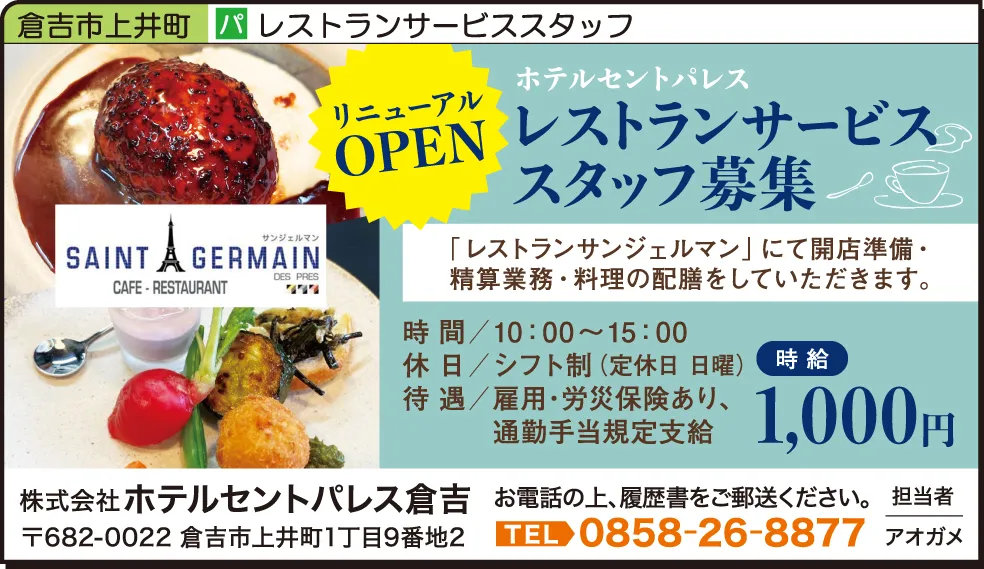 倉吉市上井町 パ レストランサービススタッフ
リニューアル
OPEN
ホテルセントパレス
レストランサービス
スタッフ募集
サンジェルマン
SAINT GERMAIN
DES PRES
CAFE - RESTAURANT
「レストランサンジェルマン」にて開店準備・
精算業務・料理の配膳をしていただきます。
時 間／10：00～15：00
休 日／シフト制（定休日 日曜）
待 遇／雇用・労災保険あり、
通勤手当規定支給
時給
1,000円
株式会社ホテルセントパレス倉吉
〒682-0022 倉吉市上井町1丁目9番地2
お電話の上、履歴書をご郵送ください。
TEL 0858-26-8877
担当者
アオガメ